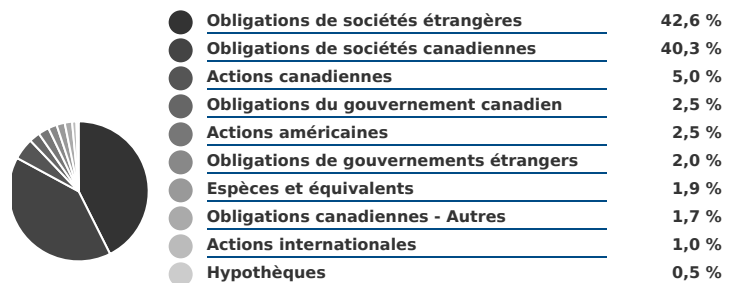 Obligations de sociétés étrangères 42,6 %
Obligations de sociétés canadiennes 40,3 %
Actions canadiennes 5,0 %
Obligations du gouvernement canadien 2,5 %
Actions américaines 2,5 %
Obligations de gouvernements étrangers 2,0 %
Espèces et équivalents 1,9 %
Obligations canadiennes - Autres 1,7 %
Actions internationales 1,0 %
Hypothèques 0,5 %